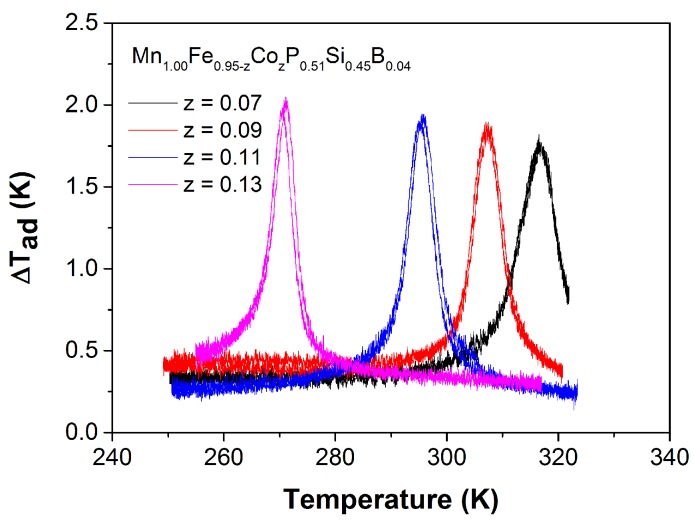 2.5
Mn1.00Fe0.95-zCozP0.51Si0.45B0.04
z = 0.07
2.0
z = 0.09
z = 0.11
z = 0.13
1.5
ΔTad (K)
1.0
0.5
0.0
240 260 280 300 320 340
Temperature (K)